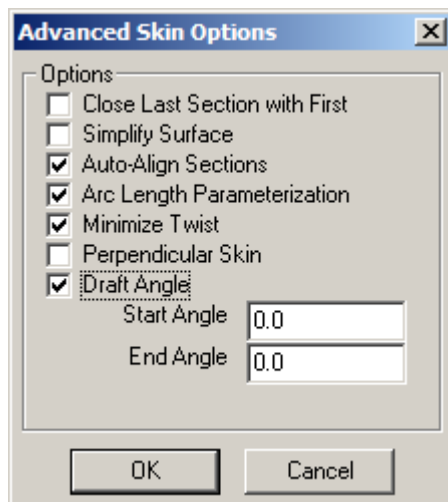 Advanced Skin Options
Options
Close Last Section with First
Simplify Surface
Auto-Align Sections
Arc Length Parameterization
Minimize Twist
Perpendicular Skin
Draft Angle
Start Angle 0.0
End Angle 0.0
OK Cancel